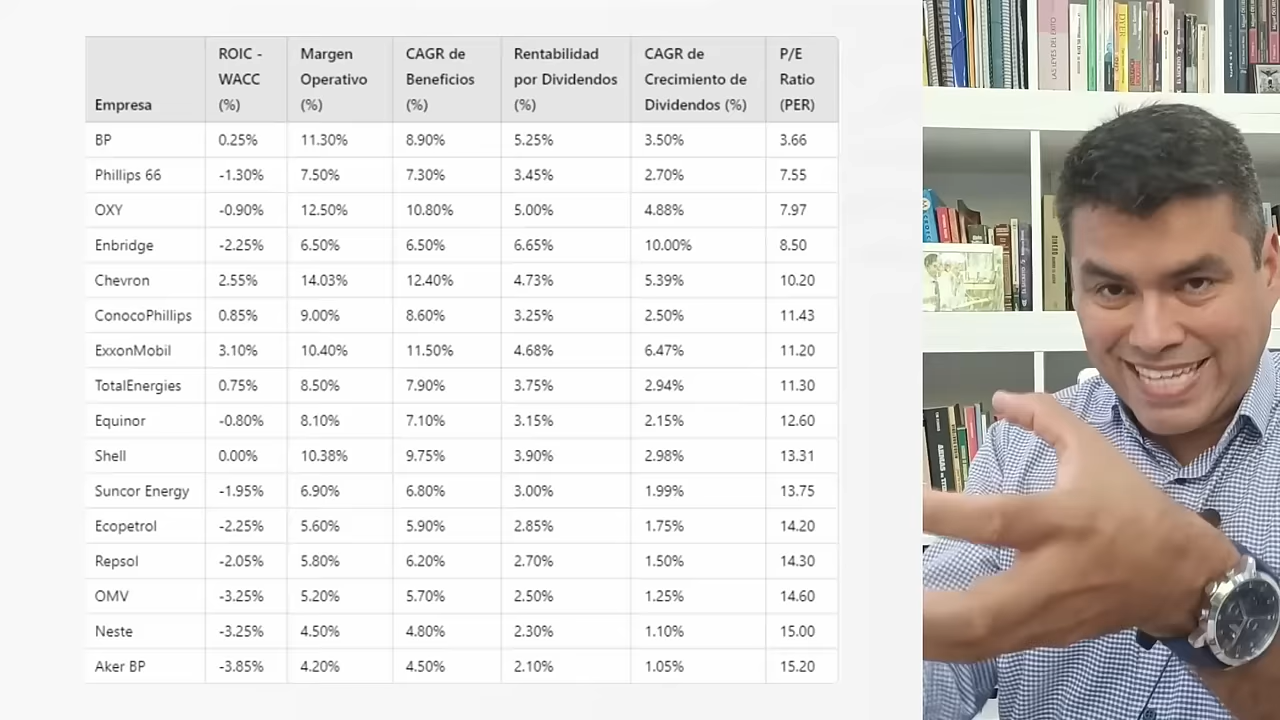 Empresa ROIC - WACC (%) Margen Operativo (%) CAGR de Beneficios (%) Rentabilidad por Dividendos (%) CAGR de Crecimiento de Dividendos (%) P/E Ratio (PER)
BP 0.25% 11.30% 8.90% 5.25% 3.50% 3.66
Phillips 66 -1.30% 7.50% 7.30% 3.45% 2.70% 7.55
OXY -0.90% 12.50% 10.80% 5.00% 4.88% 7.97
Enbridge -2.25% 6.50% 6.50% 6.65% 10.00% 8.50
Chevron 2.55% 14.03% 12.40% 4.73% 5.39% 10.20
ConocoPhillips 0.85% 9.00% 8.60% 3.25% 2.50% 11.43
ExxonMobil 3.10% 10.40% 11.50% 4.68% 6.47% 11.20
TotalEnergies 0.75% 8.50% 7.90% 3.75% 2.94% 11.30
Equinor -0.80% 8.10% 7.10% 3.15% 2.15% 12.60
Shell 0.00% 10.38% 9.75% 3.90% 2.98% 13.31
Suncor Energy -1.95% 6.90% 6.80% 3.00% 1.99% 13.75
Ecopetrol -2.25% 5.60% 5.90% 2.85% 1.75% 14.20
Repsol -2.05% 5.80% 6.20% 2.70% 1.50% 14.30
OMV -3.25% 5.20% 5.70% 2.50% 1.25% 14.60
Neste -3.25% 4.50% 4.80% 2.30% 1.10% 15.00
Aker BP -3.85% 4.20% 4.50% 2.10% 1.05% 15.20
LAS LEYES DEL EXITO
DYER